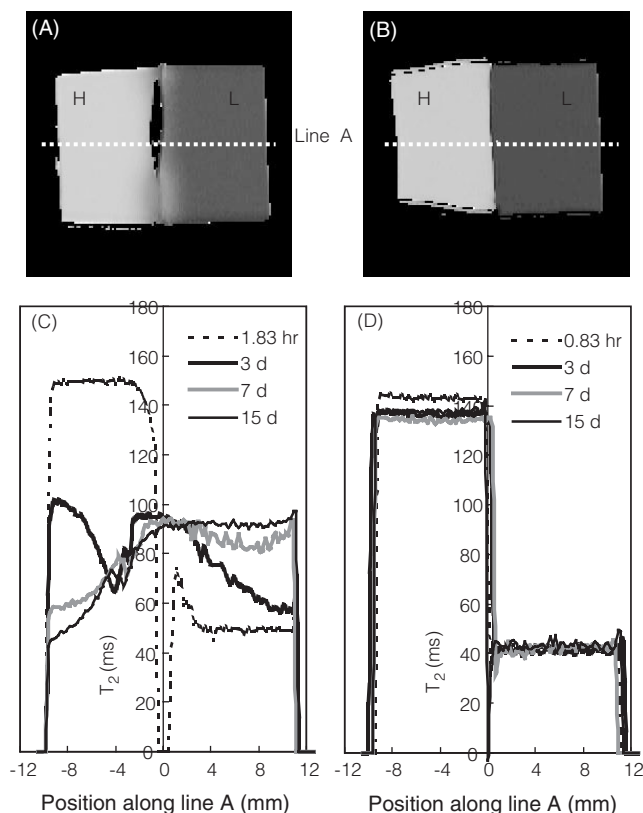 (A)
H
L
Line A
(B)
H
L
(C)
180
160
140
120
100
80
60
40
20
0
T2 (ms)
1.83 hr
3 d
7 d
15 d
-12
-8
-4
0
4
8
12
Position along line A (mm)
(D)
180
160
140
120
100
80
60
40
20
0
T2 (ms)
0.83 hr
3 d
7 d
15 d
-12
-8
-4
0
4
8
12
Position along line A (mm)